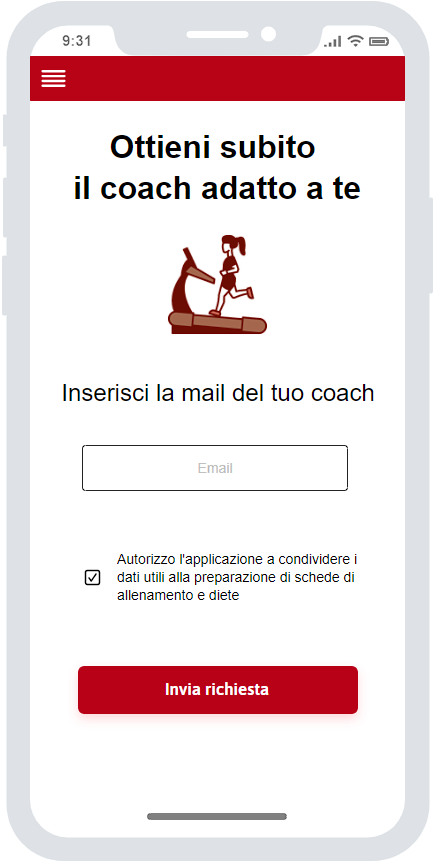 9:31
Ottieni subito
il coach adatto a te
Inserisci la mail del tuo coach
Email
Autorizzo l'applicazione a condividere i
dati utili alla preparazione di schede di
allenamento e diete
Invia richiesta